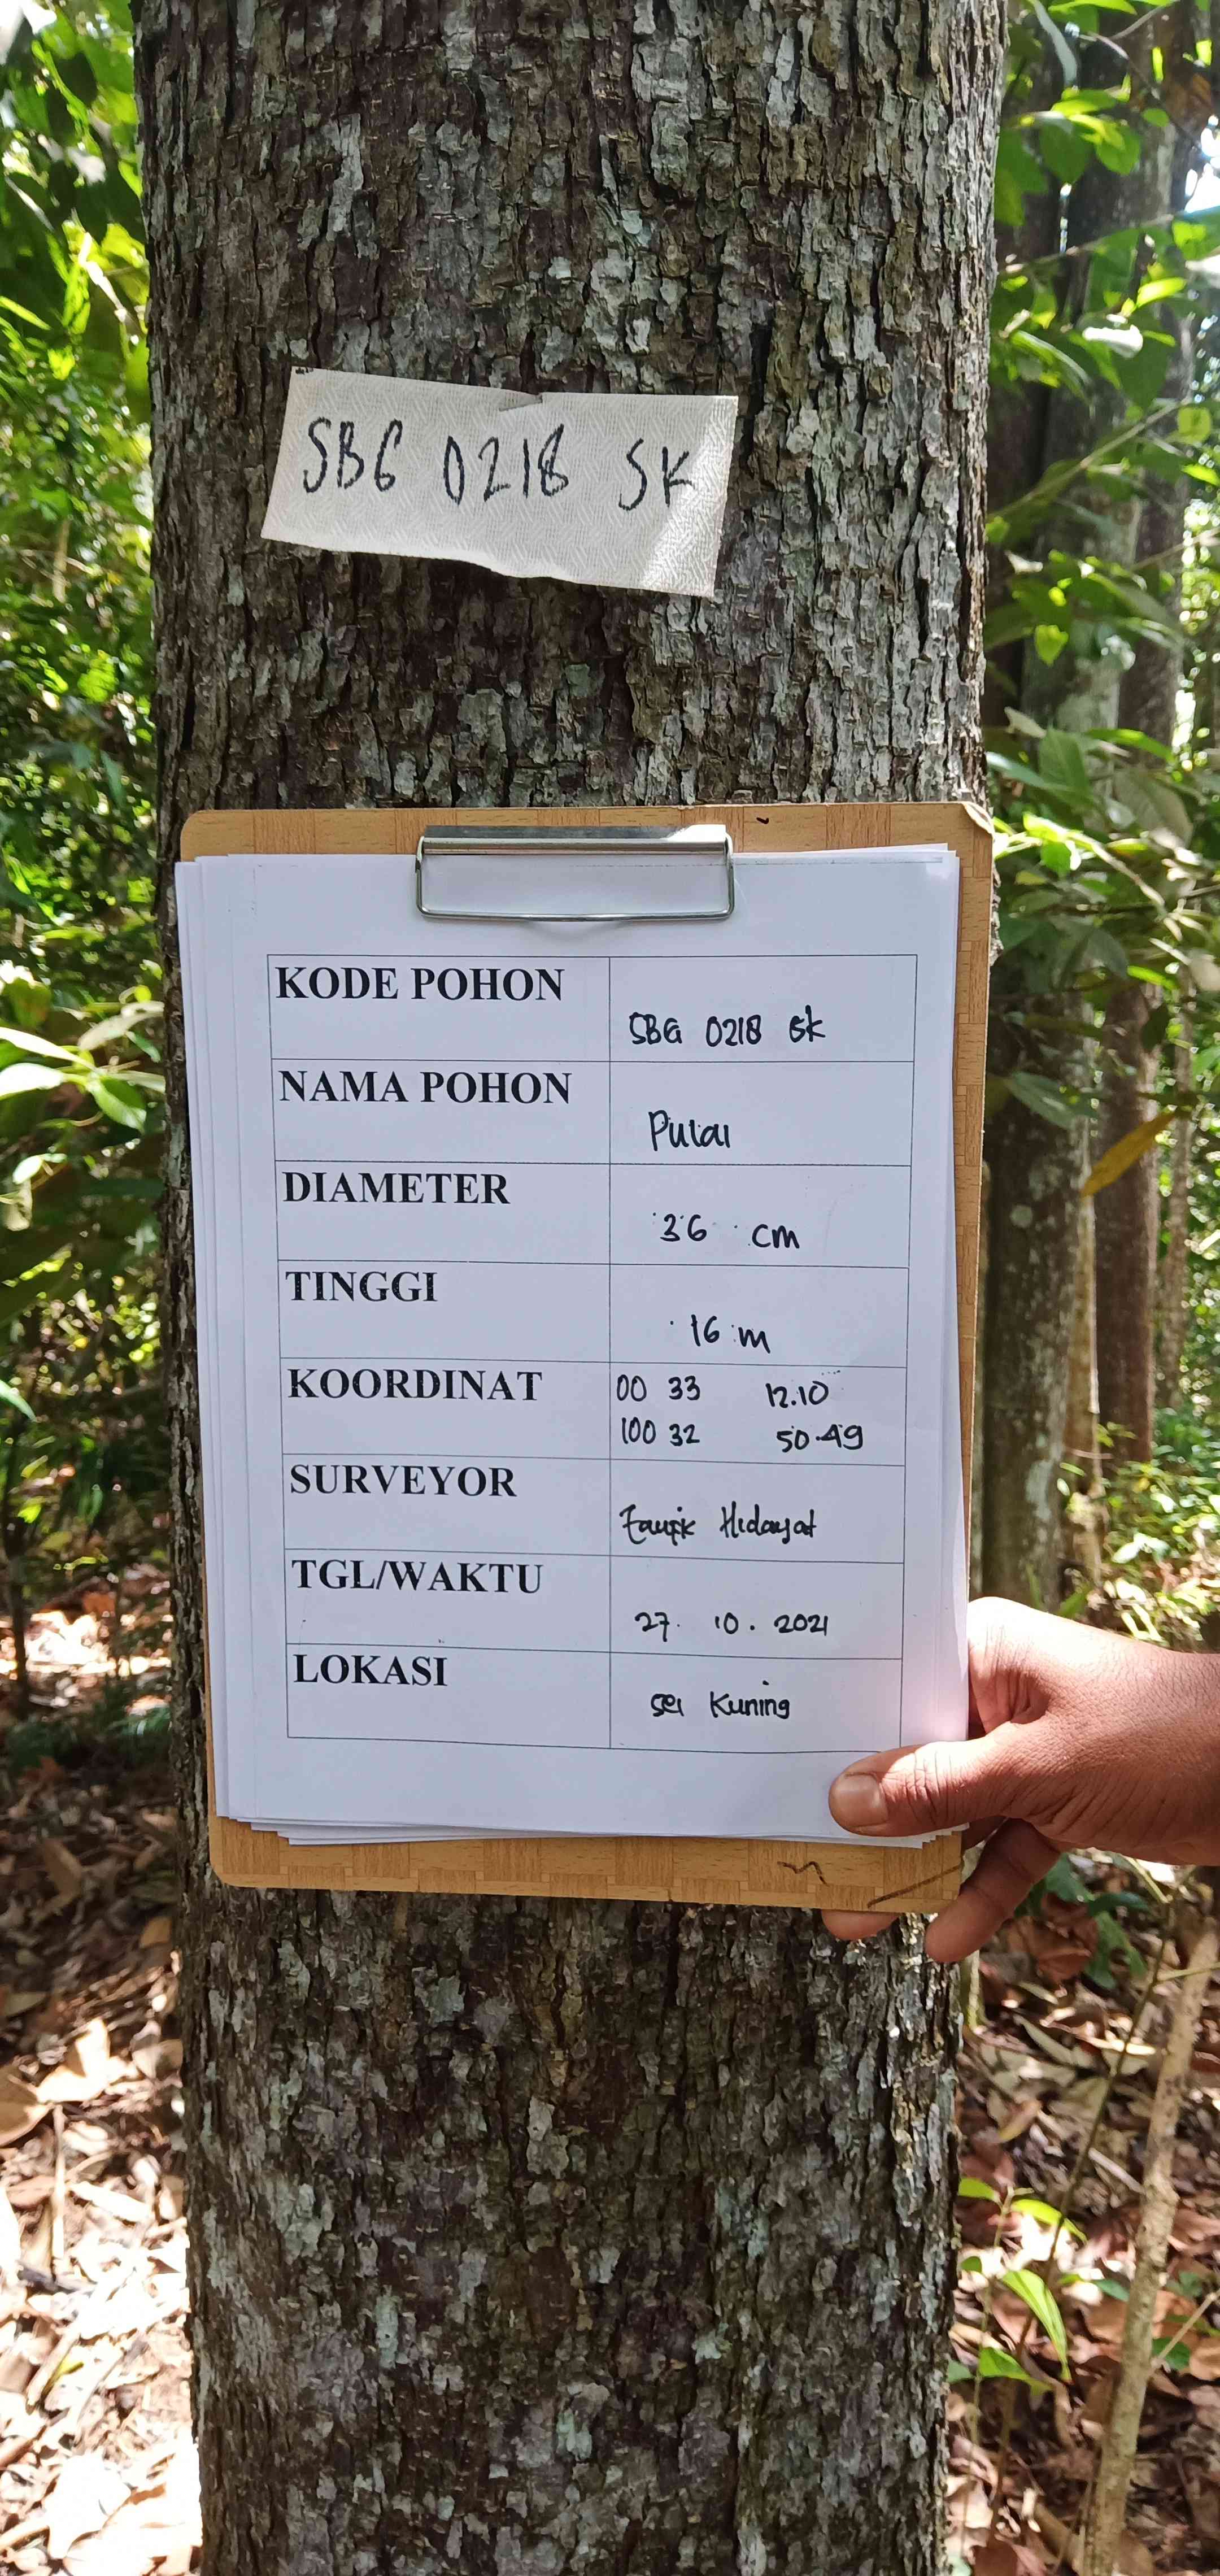 SBG 0218 SK
KODE POHON
SBG 0218 SK
NAMA POHON
Pulai
DIAMETER
36 cm
TINGGI
16 m
KOORDINAT
00 33 12.10
100 32 50.49
SURVEYOR
Taufik Hidayat
TGL/WAKTU
27. 10. 2021
LOKASI
Sei Kuning